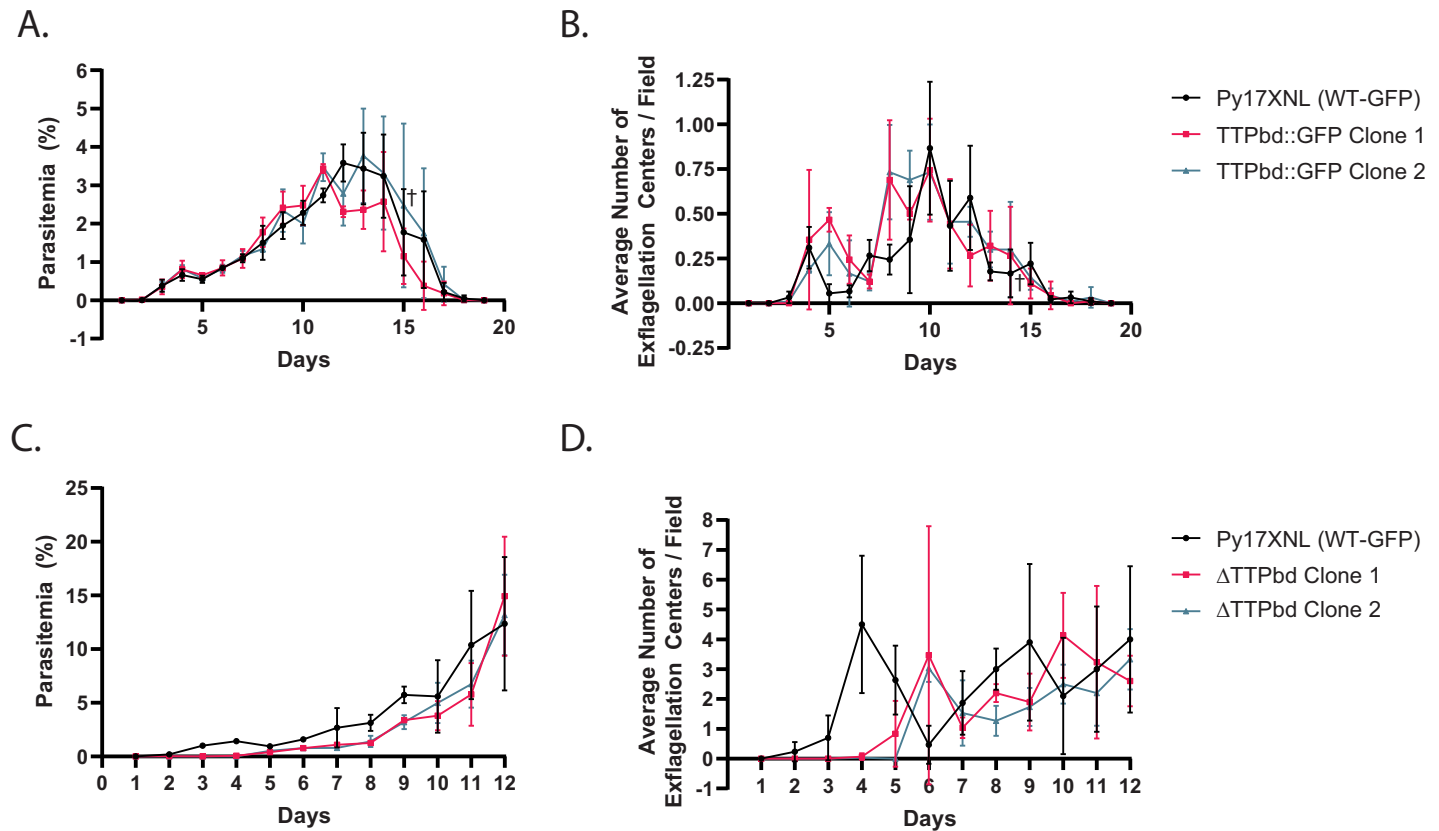 A.
Parasitemia (%)
6
5
4
3
2
1
0
-1
†
5
10
15
20
Days
B.
Average Number of
Exflagellation Centers / Field
1.25
1.00
0.75
0.50
0.25
0.00
-0.25
†
5
10
15
20
Days
Py17XNL (WT-GFP)
TTPbd::GFP Clone 1
TTPbd::GFP Clone 2
C.
Parasitemia (%)
25
20
15
10
5
0
0 1 2 3 4 5 6 7 8 9 10 11 12
Days
D.
Average Number of
Exflagellation Centers / Field
8
7
6
5
4
3
2
1
0
-1
1 2 3 4 5 6 7 8 9 10 11 12
Days
Py17XNL (WT-GFP)
ΔTTPbd Clone 1
ΔTTPbd Clone 2